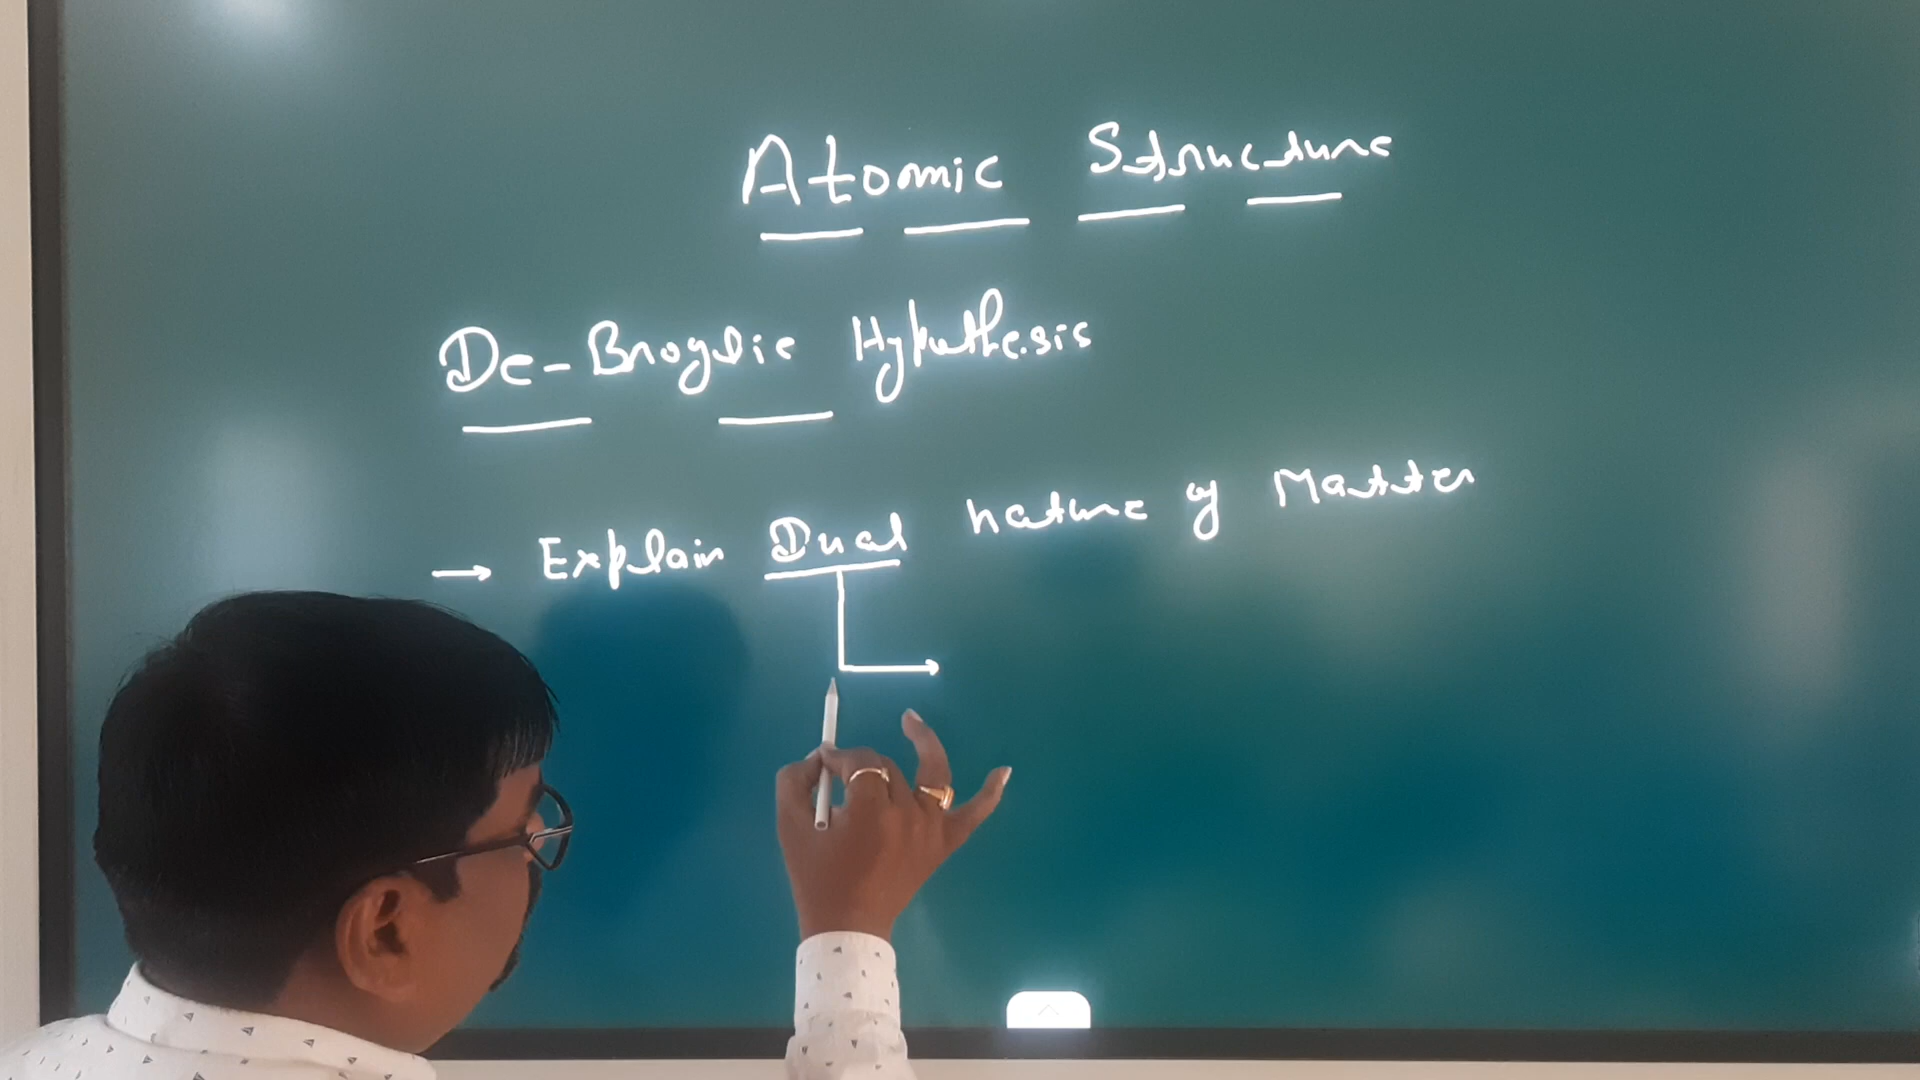 Atomic Structure
De-Broglie Hypothesis
→ Explain Dual nature of Matter